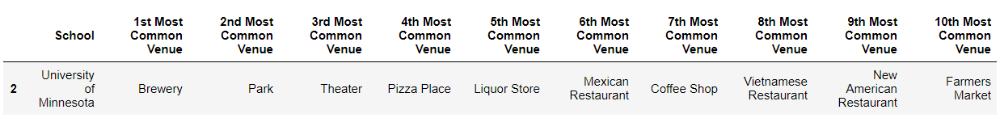 School 1st Most Common Venue 2nd Most Common Venue 3rd Most Common Venue 4th Most Common Venue 5th Most Common Venue 6th Most Common Venue 7th Most Common Venue 8th Most Common Venue 9th Most Common Venue 10th Most Common Venue
2 University of Minnesota Brewery Park Theater Pizza Place Liquor Store Mexican Restaurant Coffee Shop Vietnamese Restaurant New American Restaurant Farmers Market